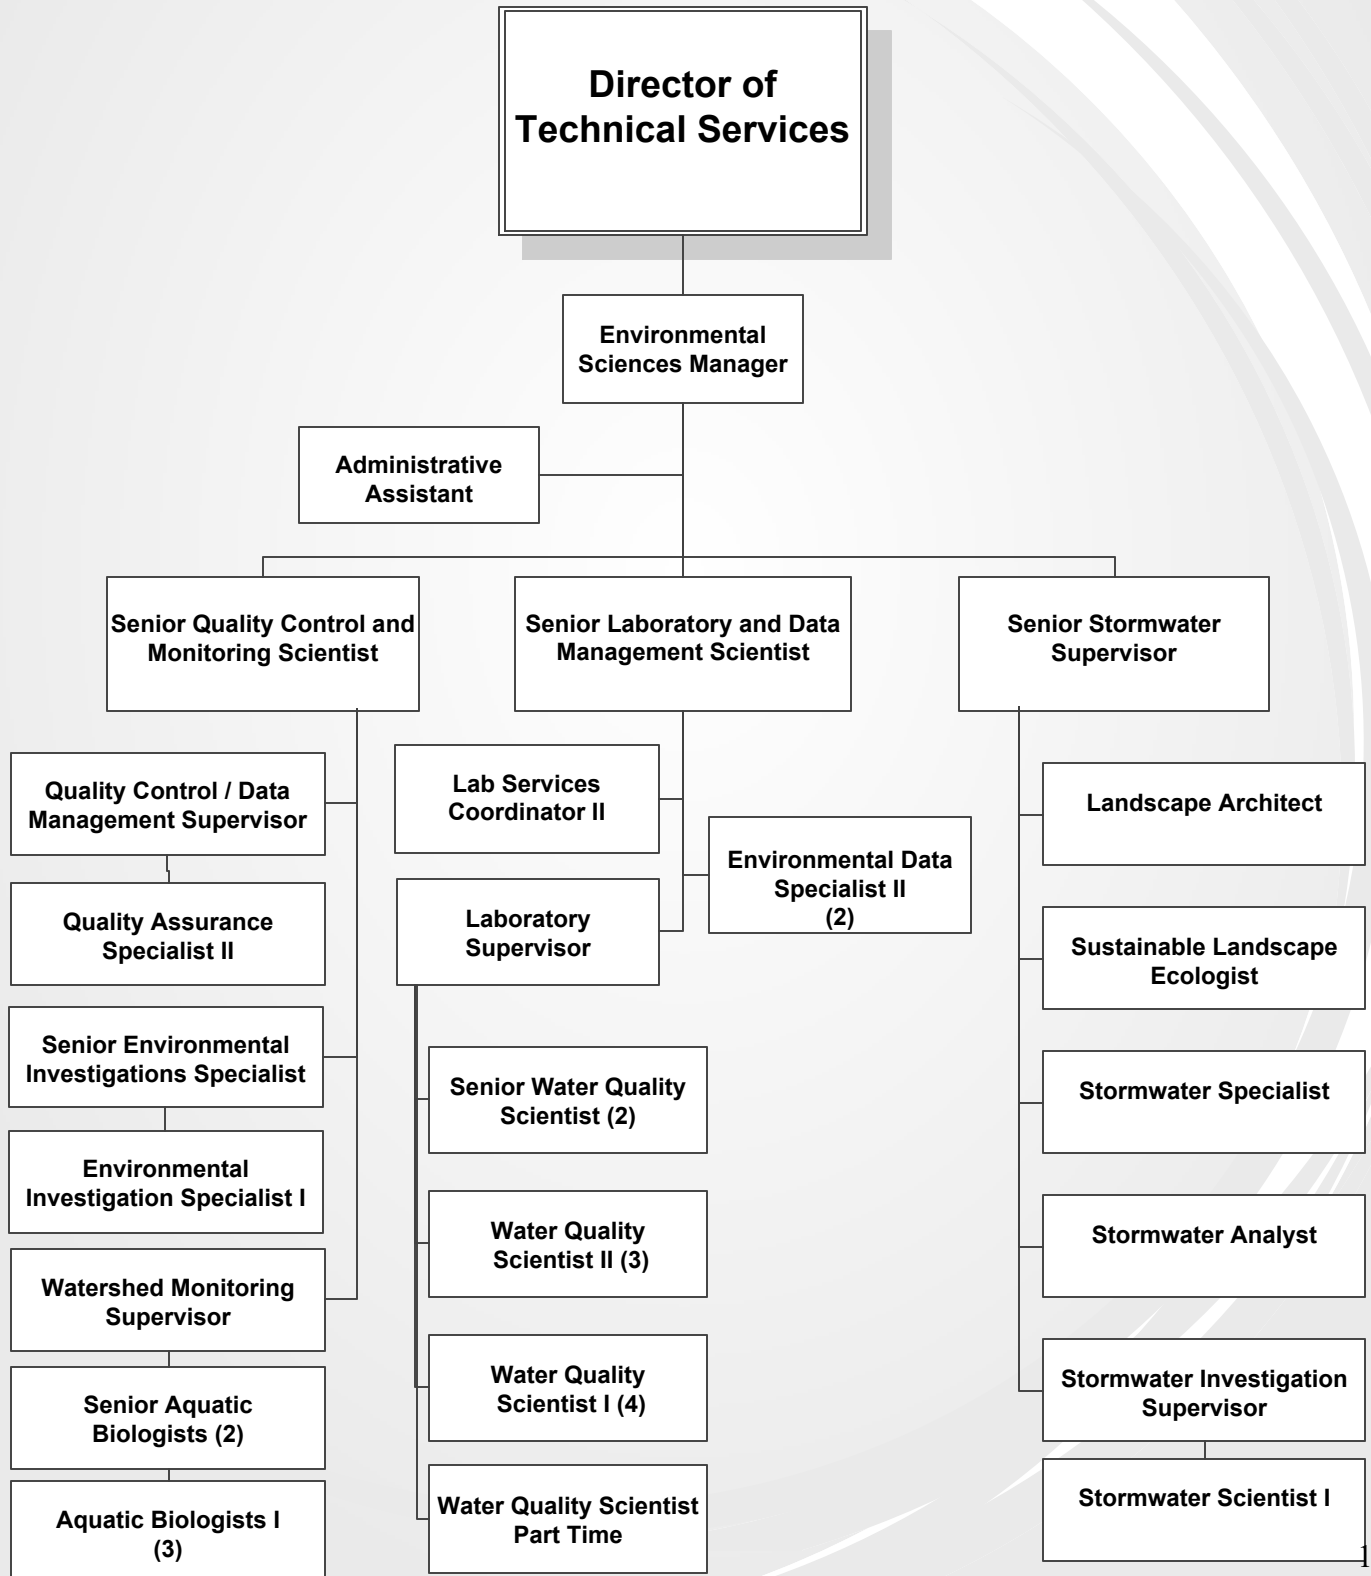 Director of
Technical Services
Environmental
Sciences Manager
Administrative
Assistant
Senior Quality Control and
Monitoring Scientist
Senior Laboratory and Data
Management Scientist
Senior Stormwater
Supervisor
Quality Control / Data
Management Supervisor
Quality Assurance
Specialist II
Senior Environmental
Investigations Specialist
Environmental
Investigation Specialist I
Watershed Monitoring
Supervisor
Senior Aquatic
Biologists (2)
Aquatic Biologists I
(3)
Lab Services
Coordinator II
Environmental Data
Specialist II
(2)
Laboratory
Supervisor
Senior Water Quality
Scientist (2)
Water Quality
Scientist II (3)
Water Quality
Scientist I (4)
Water Quality Scientist
Part Time
Landscape Architect
Sustainable Landscape
Ecologist
Stormwater Specialist
Stormwater Analyst
Stormwater Investigation
Supervisor
Stormwater Scientist I
1